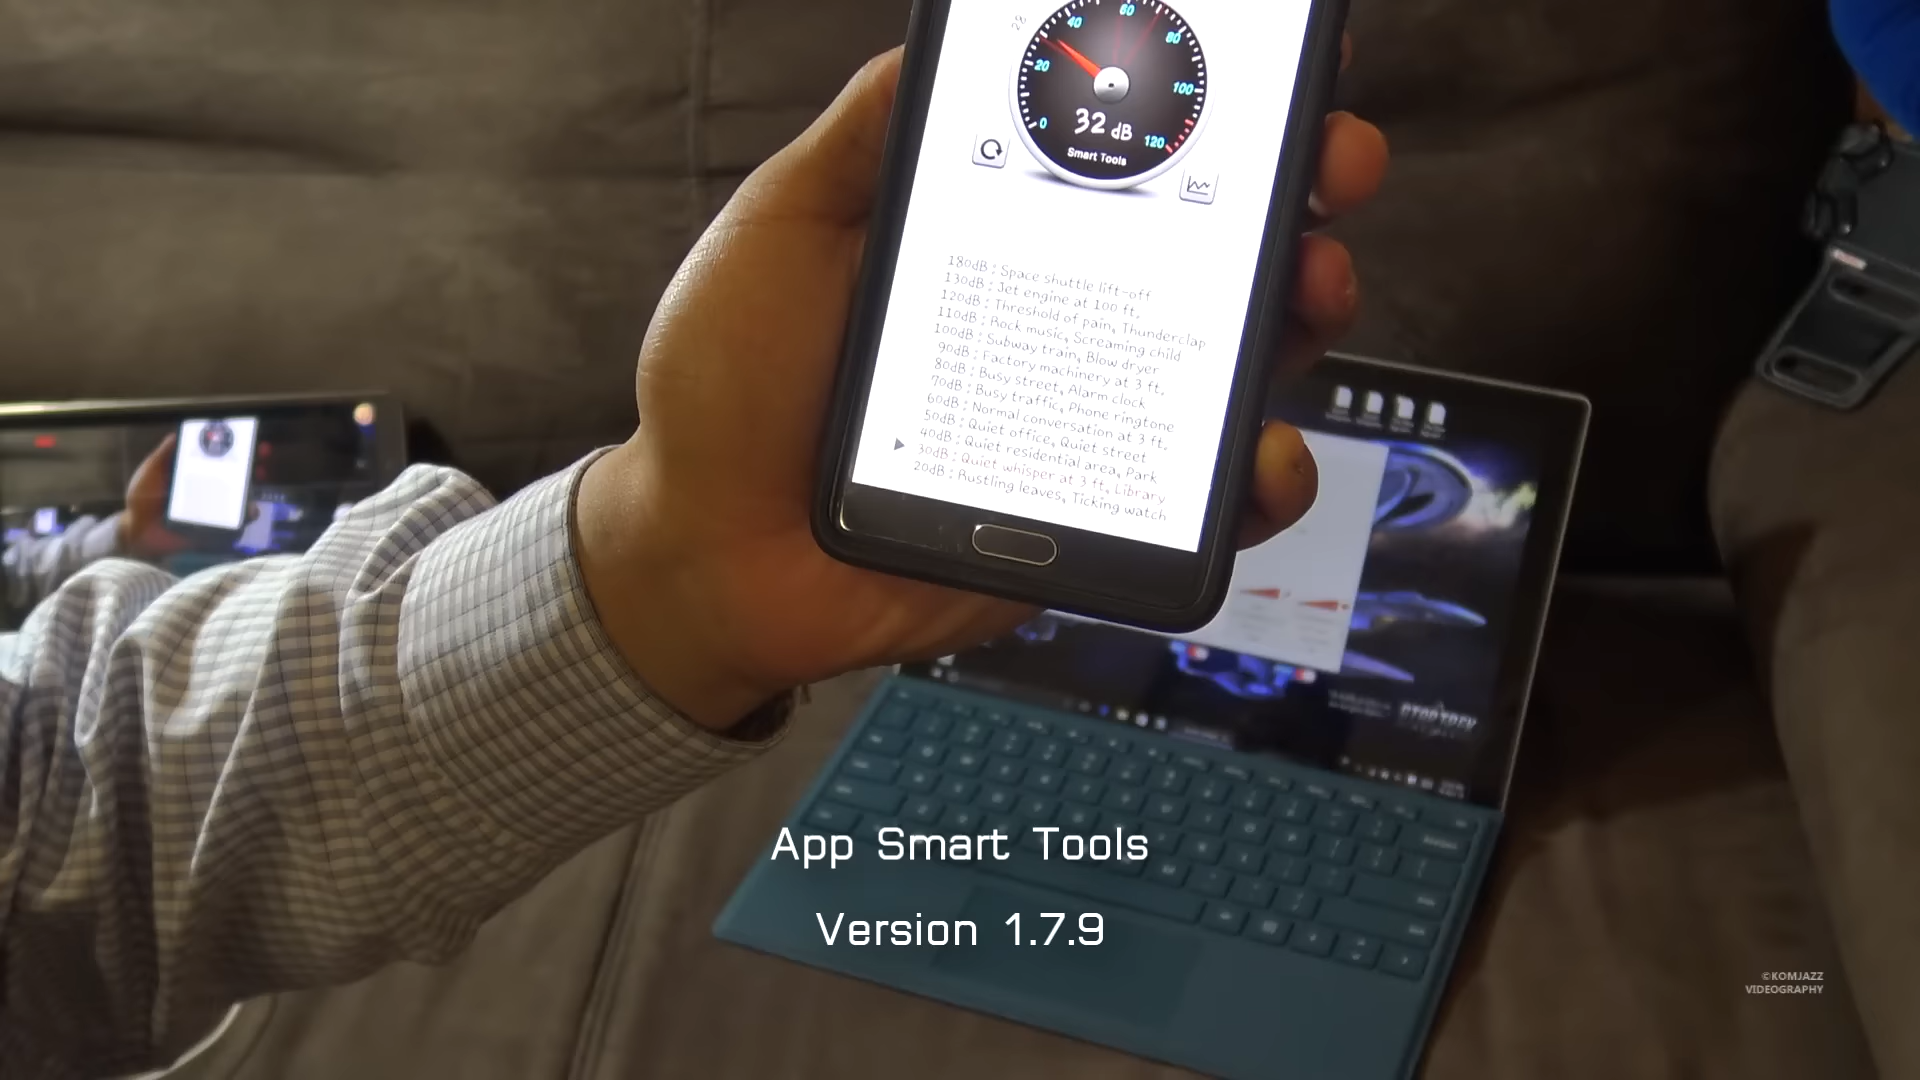 20
60
40
80
20
100
0
32 dB
120
Smart Tools
180dB : Space shuttle lift-off
130dB : Jet engine at 100 ft.
120dB : Threshold of pain, Thunderclap
110dB : Rock music, Screaming child
100dB : Subway train, Blow dryer
90dB : Factory machinery at 3 ft.
80dB : Busy street, Alarm clock
70dB : Busy traffic, Phone ringtone
60dB : Normal conversation at 3 ft.
50dB : Quiet office, Quiet street
40dB : Quiet residential area, Park
30dB : Quiet whisper at 3 ft, Library
20dB : Rustling leaves, Ticking watch
App Smart Tools
Version 1.7.9
©KOMJAZZ
VIDEOGRAPHY